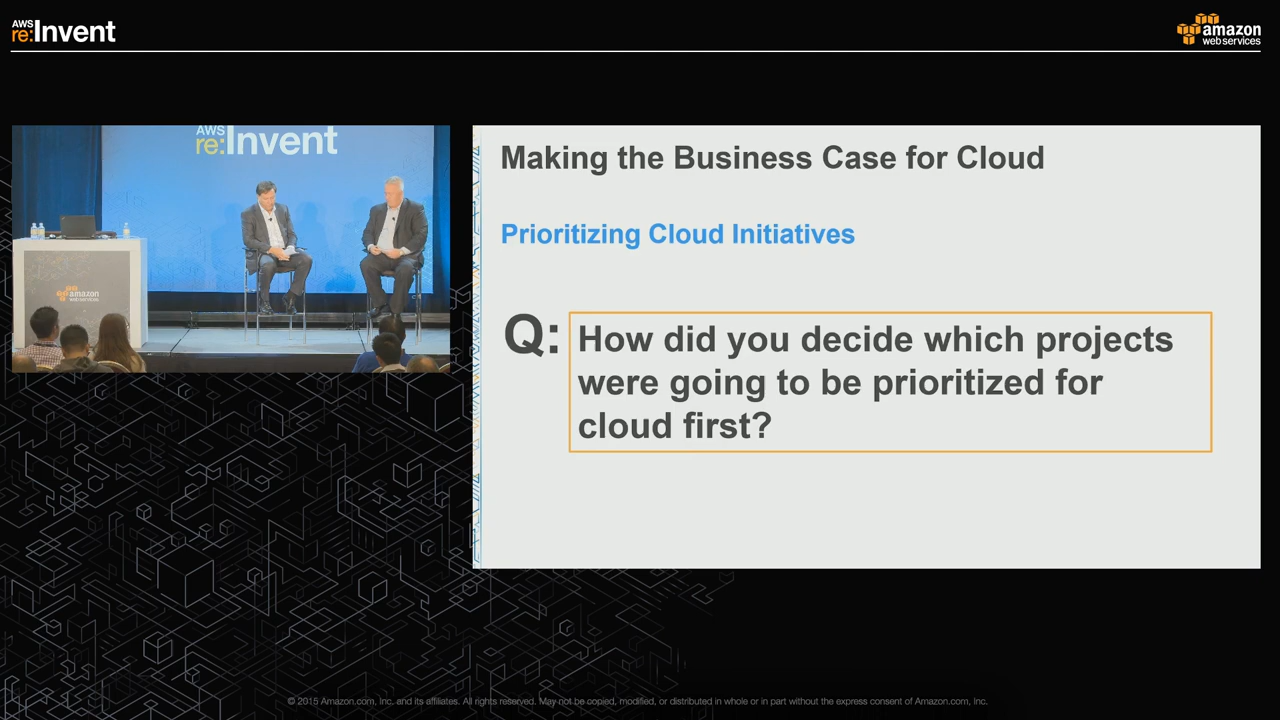 AWS
re:Invent
amazon
web services
AWS
re:Invent
amazon
web services
Making the Business Case for Cloud
Prioritizing Cloud Initiatives
Q: How did you decide which projects
were going to be prioritized for
cloud first?
© 2015 Amazon.com, Inc. and its affiliates. All rights reserved. May not be copied, modified, or distributed in whole or in part without the express consent of Amazon.com, Inc.